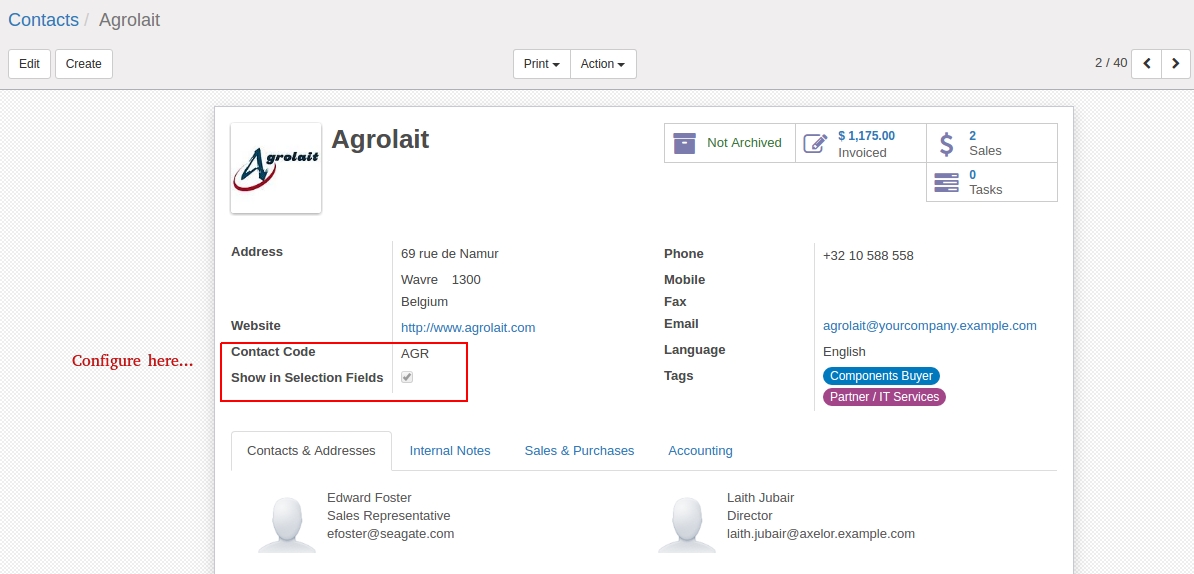 Contacts / Agrolait
Edit Create Print Action 2 / 40
Agrolait
Agrolait
Not Archived
$ 1,175.00
Invoiced
2
Sales
0
Tasks
Address
69 rue de Namur
Wavre 1300
Belgium
Website http://www.agrolait.com
Contact Code AGR
Show in Selection Fields
Configure here...
Phone +32 10 588 558
Mobile
Fax
Email agrolait@yourcompany.example.com
Language English
Tags Components Buyer
Partner / IT Services
Contacts & Addresses Internal Notes Sales & Purchases Accounting
Edward Foster
Sales Representative
efoster@seagate.com
Laith Jubair
Director
laith.jubair@axelor.example.com